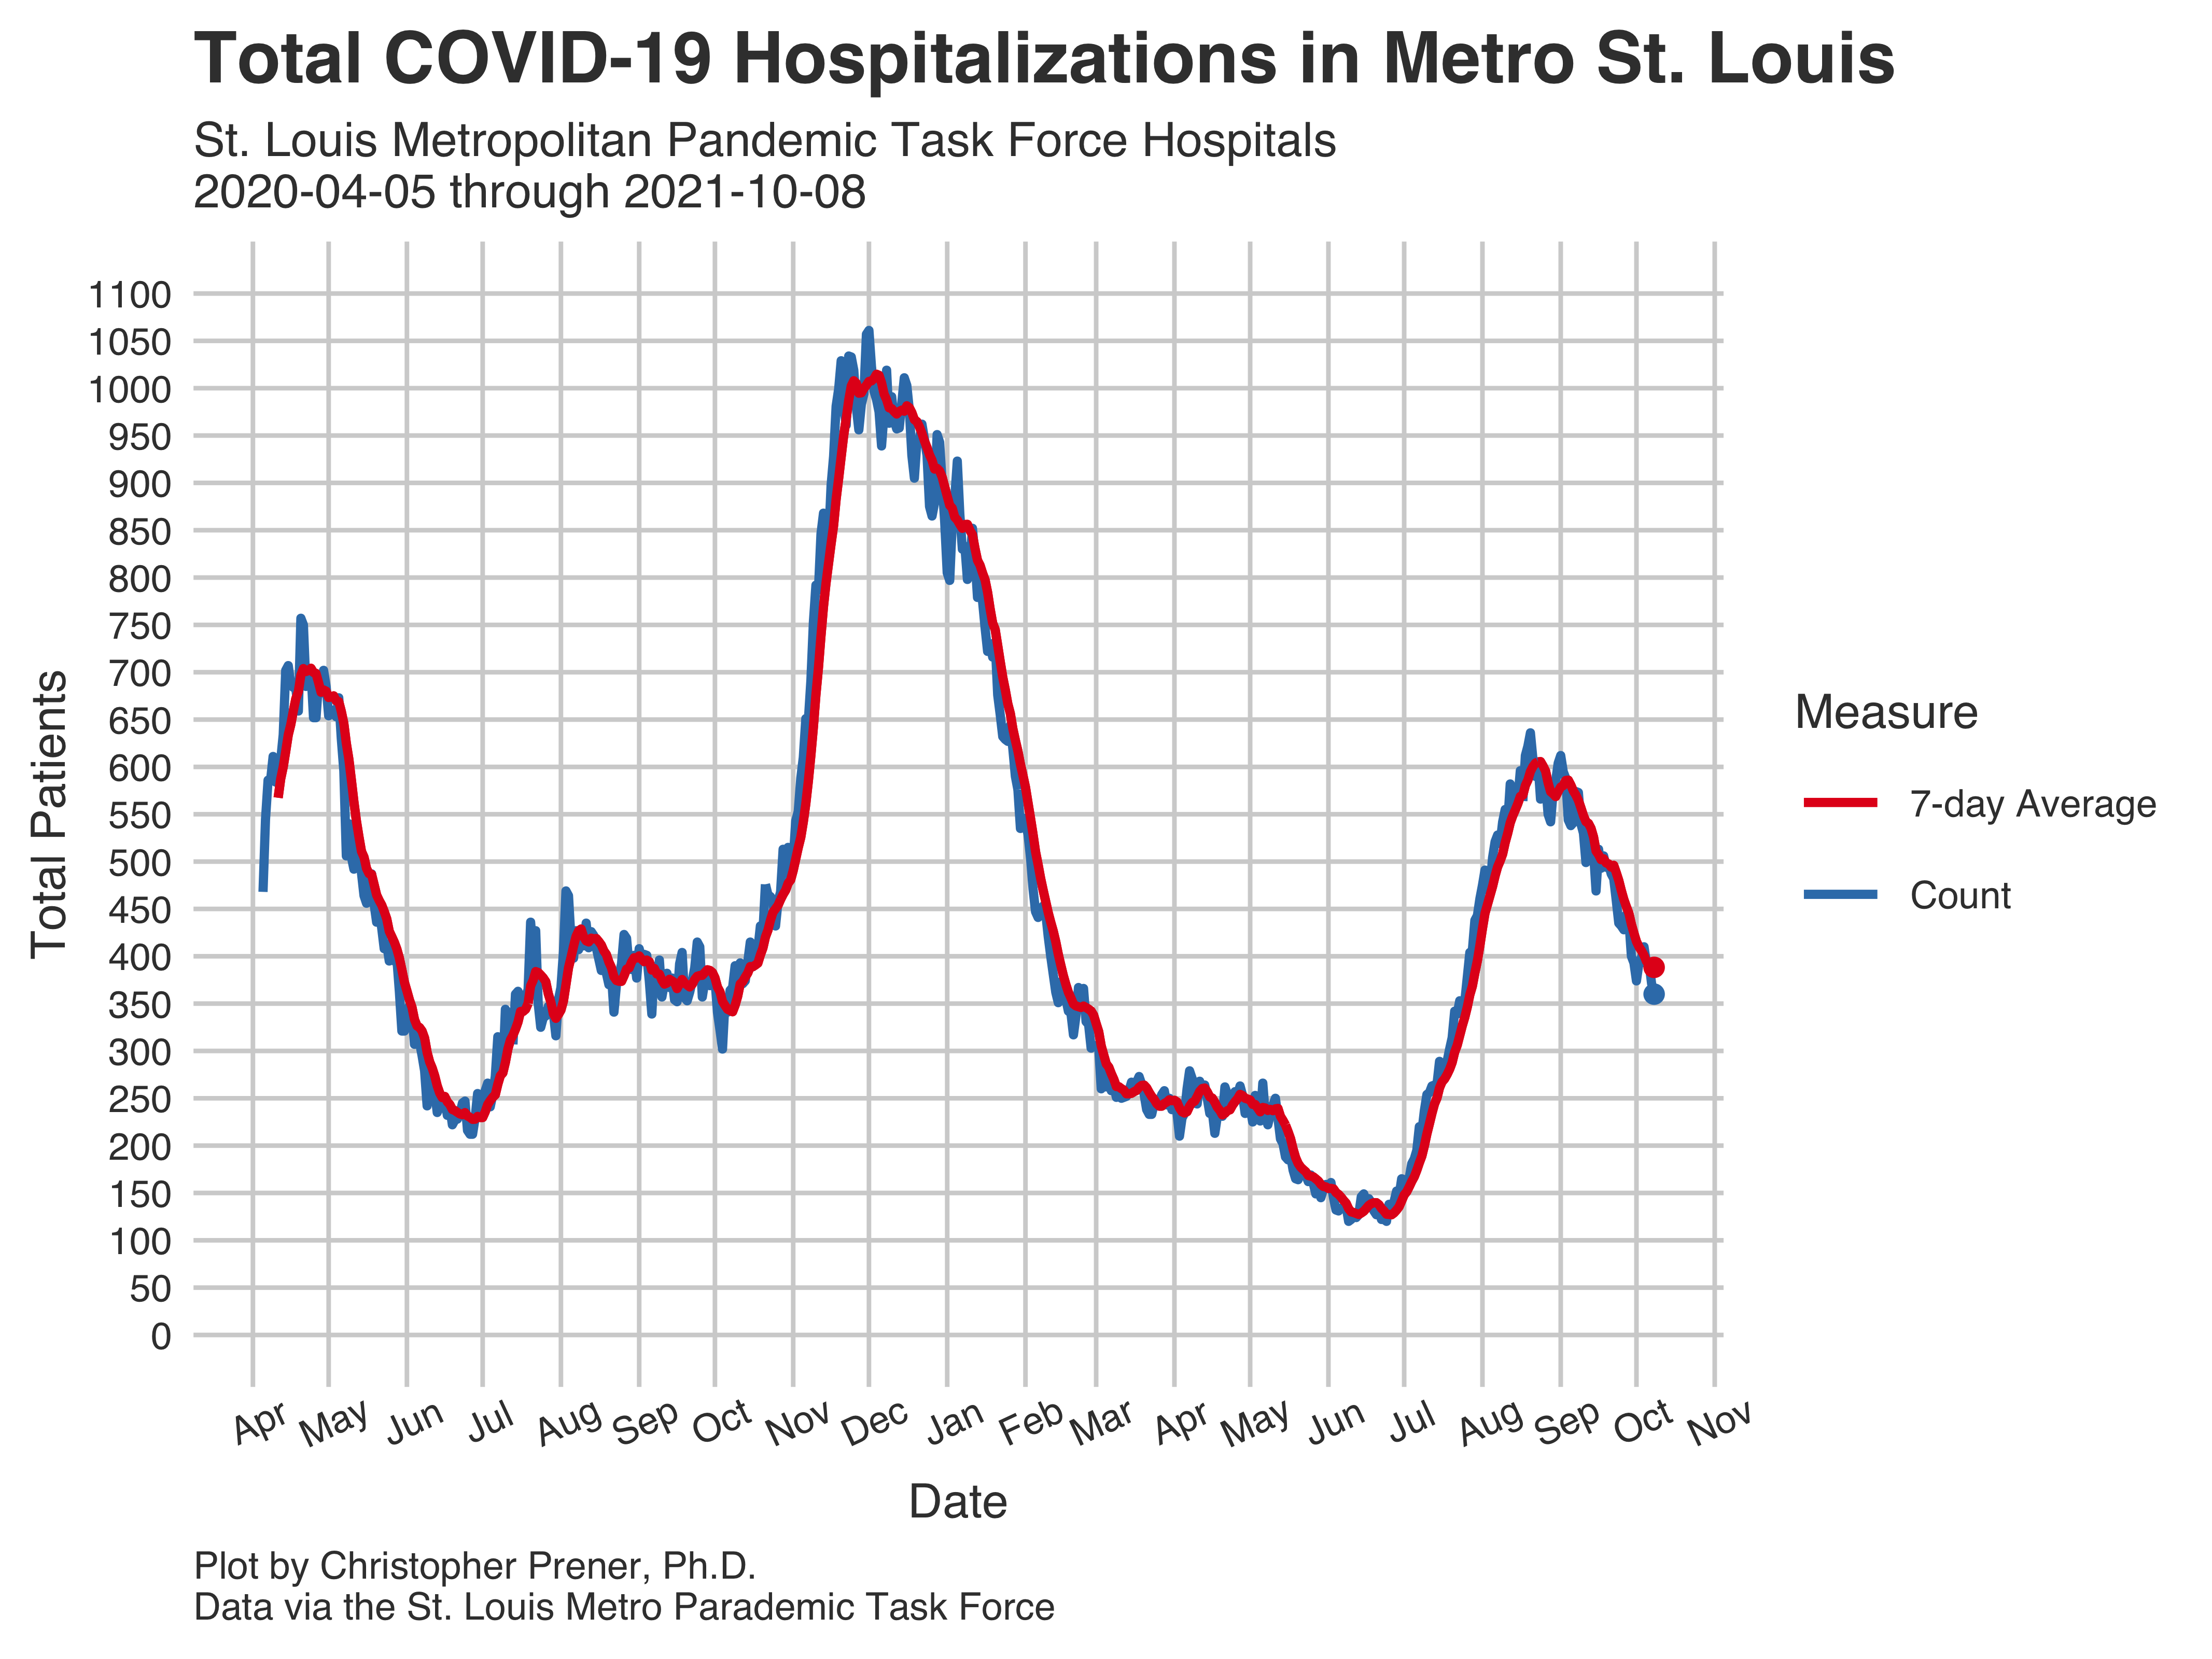 Total COVID-19 Hospitalizations in Metro St. Louis
St. Louis Metropolitan Pandemic Task Force Hospitals
2020-04-05 through 2021-10-08
1100
1050
1000
950
900
850
800
750
700
650
600
550
500
450
400
350
300
250
200
150
100
50
0
Total Patients
Apr
May
Jun
Jul
Aug
Sep
Oct
Nov
Dec
Jan
Feb
Mar
Apr
May
Jun
Jul
Aug
Sep
Oct
Nov
Date
Measure
7-day Average
Count
Plot by Christopher Prener, Ph.D.
Data via the St. Louis Metro Parademic Task Force